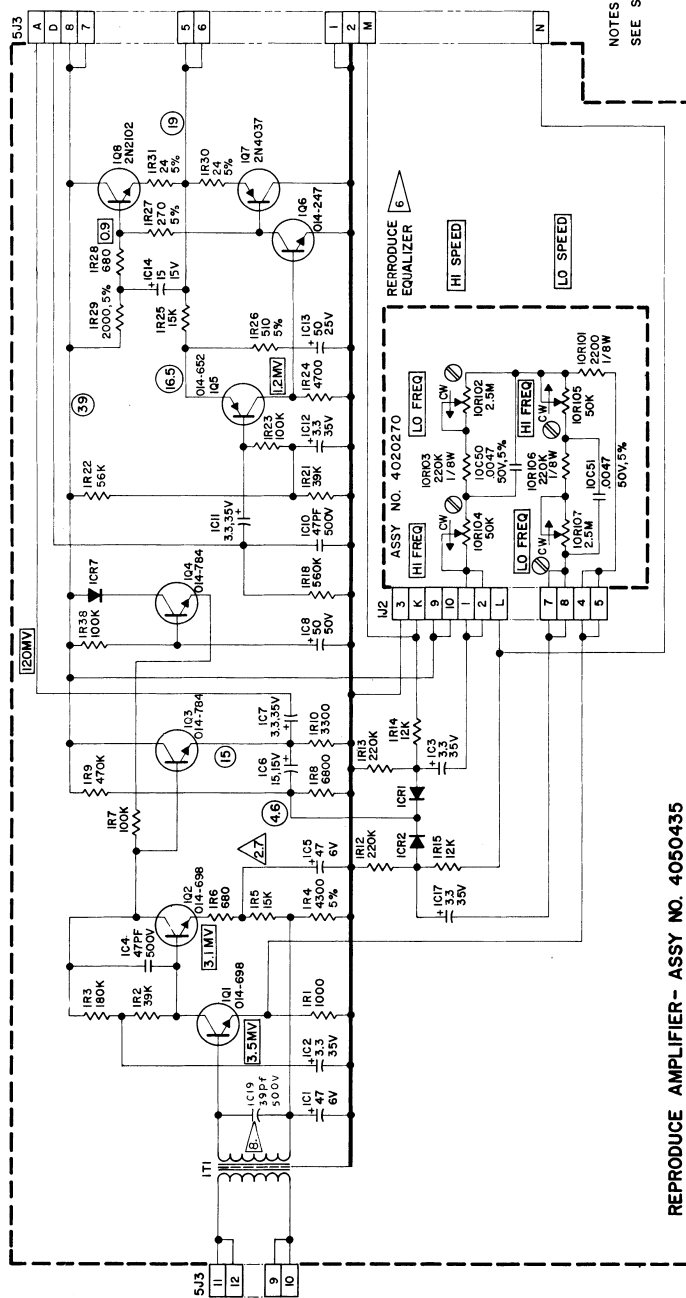 5J3
11
12
9
10
1T1
8.
1C19
39Pf
500V
+1C1
47
6V
1R3
180K
1R2
39K
+1C2
3.3
35V
1C4
47PF
500V
1Q1
014-698
3.5MV
1R1
1000
1Q2
014-698
3.1 MV
1R6
680
1R5
15K
1R4
4300
5%
2.7
+1C5
47
6V
1R7
100K
1R9
470K
1Q3
014-784
15
4.6
1C6
15,15V
1R8
6800
1C7
3.3,35V
1R10
3300
120MV
1R38
100K
1CR7
1Q4
014-784
+1C8
50
50V
1R18
560K
1C10
47PF
500V
1C11
3.3,35V
1R22
56K
1R21
39K
39
1R23
100K
+1C12
3.3
35V
16.5
014-652
1Q5
1.2MV
1R24
4700
1R26
510
5%
+1C13
50
25V
1R29
2000,5%
1R28
680
0.9
+1C14
15
15V
1R25
15K
1R27
270
5%
1Q8
2N2102
1R31
24
5%
19
1R30
24
5%
1Q7
2N4037
1Q6
014-247
5J3
A
D
8
7
5
6
1
2
M
N
1R12
220K
1CR2
1CR1
1R15
12K
+1C17
3.3
35V
1R13
220K
1R14
12K
+1C3
3.3
35V
1J2
3
K
9
10
1
2
L
7
8
4
5
ASSY NO. 4020270
HI FREQ
CW
10R104
50K
10R103
220K
1/8W
10C50
.0047
50V,5%
LO FREQ
CW
10R102
2.5M
LO FREQ
CW
10R107
2.5M
10R106
220K
1/8W
10C51
.0047
50V,5%
HI FREQ
CW
10R105
50K
10R101
2200
1/8W
RERRODUCE
EQUALIZER
6
HI SPEED
LO SPEED
NOTES
SEE S
REPRODUCE AMPLIFIER- ASSY NO. 4050435